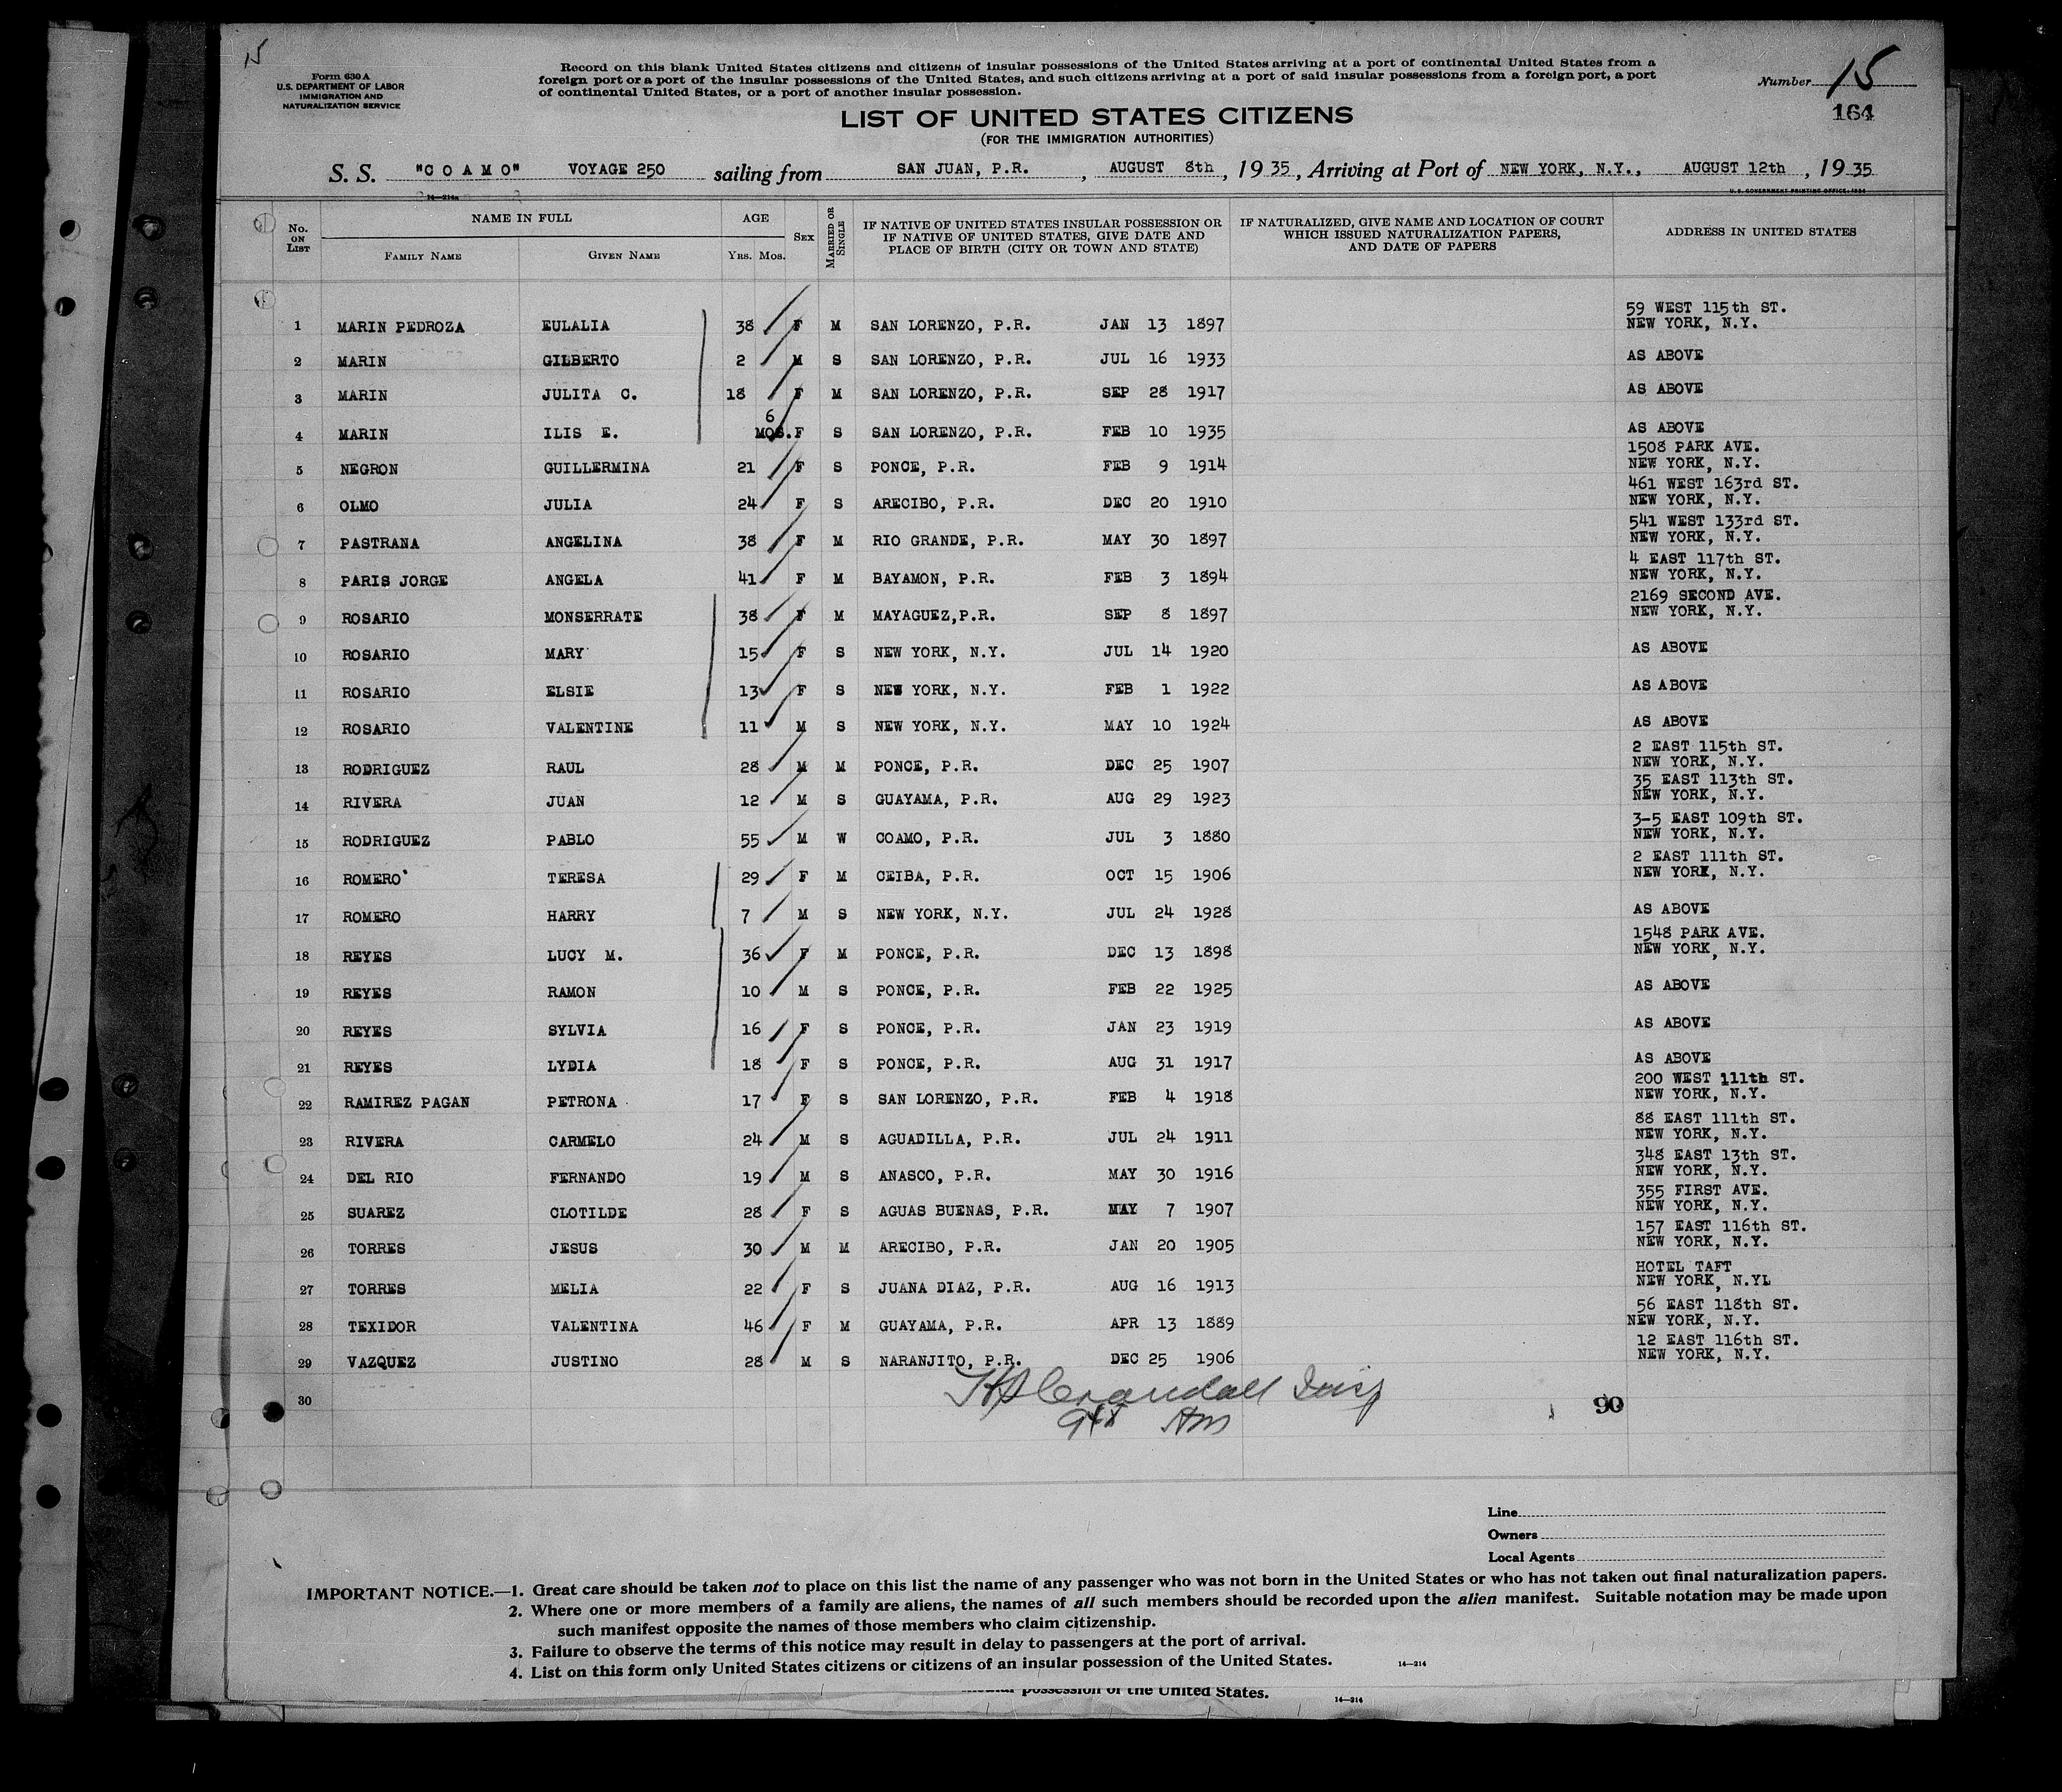 15
Form 630 A
U.S. DEPARTMENT OF LABOR
IMMIGRATION AND
NATURALIZATION SERVICE
Record on this blank United States citizens and citizens of insular possessions of the United States arriving at a port of continental United States from a
foreign port or a port of the insular possessions of the United States, and such citizens arriving at a port of said insular possessions from a foreign port, a port
of continental United States, or a port of another insular possession.
Number 15
164
LIST OF UNITED STATES CITIZENS
(FOR THE IMMIGRATION AUTHORITIES)
S. S. "COAMO" VOYAGE 250 sailing from SAN JUAN, P.R. , AUGUST 8th , 19 35 , Arriving at Port of NEW YORK, N.Y., AUGUST 12th , 19 35
14—214a U. S. GOVERNMENT PRINTING OFFICE: 1934
No. ON LIST NAME IN FULL FAMILY NAME GIVEN NAME AGE YRS. MOS. SEX MARRIED OR SINGLE IF NATIVE OF UNITED STATES INSULAR POSSESSION OR IF NATIVE OF UNITED STATES, GIVE DATE AND PLACE OF BIRTH (CITY OR TOWN AND STATE) IF NATURALIZED, GIVE NAME AND LOCATION OF COURT WHICH ISSUED NATURALIZATION PAPERS, AND DATE OF PAPERS ADDRESS IN UNITED STATES
1 MARIN PEDROZA EULALIA 38 F M SAN LORENZO, P.R. JAN 13 1897 59 WEST 115th ST. NEW YORK, N.Y.
2 MARIN GILBERTO 2 M S SAN LORENZO, P.R. JUL 16 1933 AS ABOVE
3 MARIN JULITA C. 18 F M SAN LORENZO, P.R. SEP 28 1917 AS ABOVE
4 MARIN ILIS E. 6 MOS. F S SAN LORENZO, P.R. FEB 10 1935 AS ABOVE
5 NEGRON GUILLERMINA 21 F S PONCE, P.R. FEB 9 1914 1508 PARK AVE. NEW YORK, N.Y.
6 OLMO JULIA 24 F S ARECIBO, P.R. DEC 20 1910 461 WEST 163rd ST. NEW YORK, N.Y.
7 PASTRANA ANGELINA 38 F M RIO GRANDE, P.R. MAY 30 1897 541 WEST 133rd ST. NEW YORK, N.Y.
8 PARIS JORGE ANGELA 41 F M BAYAMON, P.R. FEB 3 1894 4 EAST 117th ST. NEW YORK, N.Y.
9 ROSARIO MONSERRATE 38 F M MAYAGUEZ,P.R. SEP 8 1897 2169 SECOND AVE. NEW YORK, N.Y.
10 ROSARIO MARY 15 F S NEW YORK, N.Y. JUL 14 1920 AS ABOVE
11 ROSARIO ELSIE 13 F S NEW YORK, N.Y. FEB 1 1922 AS ABOVE
12 ROSARIO VALENTINE 11 M S NEW YORK, N.Y. MAY 10 1924 AS ABOVE
13 RODRIGUEZ RAUL 28 M M PONCE, P.R. DEC 25 1907 2 EAST 115th ST. NEW YORK, N.Y.
14 RIVERA JUAN 12 M S GUAYAMA, P.R. AUG 29 1923 35 EAST 113th ST. NEW YORK, N.Y.
15 RODRIGUEZ PABLO 55 M W COAMO, P.R. JUL 3 1880 3-5 EAST 109th ST. NEW YORK, N.Y.
16 ROMERO TERESA 29 F M CEIBA, P.R. OCT 15 1906 2 EAST 111th ST. NEW YORK, N.Y.
17 ROMERO HARRY 7 M S NEW YORK, N.Y. JUL 24 1928 AS ABOVE
18 REYES LUCY M. 36 F M PONCE, P.R. DEC 13 1898 1548 PARK AVE. NEW YORK, N.Y.
19 REYES RAMON 10 M S PONCE, P.R. FEB 22 1925 AS ABOVE
20 REYES SYLVIA 16 F S PONCE, P.R. JAN 23 1919 AS ABOVE
21 REYES LYDIA 18 F S PONCE, P.R. AUG 31 1917 AS ABOVE
22 RAMIREZ PAGAN PETRONA 17 F S SAN LORENZO, P.R. FEB 4 1918 200 WEST 111th ST. NEW YORK, N.Y.
23 RIVERA CARMELO 24 M S AGUADILLA, P.R. JUL 24 1911 88 EAST 111th ST. NEW YORK, N.Y.
24 DEL RIO FERNANDO 19 M S ANASCO, P.R. MAY 30 1916 348 EAST 13th ST. NEW YORK, N.Y.
25 SUAREZ CLOTILDE 28 F S AGUAS BUENAS, P.R. MAY 7 1907 355 FIRST AVE. NEW YORK, N.Y.
26 TORRES JESUS 30 M M ARECIBO, P.R. JAN 20 1905 157 EAST 116th ST. NEW YORK, N.Y.
27 TORRES MELIA 22 F S JUANA DIAZ, P.R. AUG 16 1913 HOTEL TAFT NEW YORK, N.YL
28 TEXIDOR VALENTINA 46 F M GUAYAMA, P.R. APR 13 1889 56 EAST 118th ST. NEW YORK, N.Y.
29 VAZQUEZ JUSTINO 28 M S NARANJITO, P.R. DEC 25 1906 12 EAST 116th ST. NEW YORK, N.Y.
30 Crandall Insp 90
Line
Owners
Local Agents
IMPORTANT NOTICE.—1. Great care should be taken not to place on this list the name of any passenger who was not born in the United States or who has not taken out final naturalization papers.
2. Where one or more members of a family are aliens, the names of all such members should be recorded upon the alien manifest. Suitable notation may be made upon
such manifest opposite the names of those members who claim citizenship.
3. Failure to observe the terms of this notice may result in delay to passengers at the port of arrival.
4. List on this form only United States citizens or citizens of an insular possession of the United States. 14—214
possession of the United States. 14—214